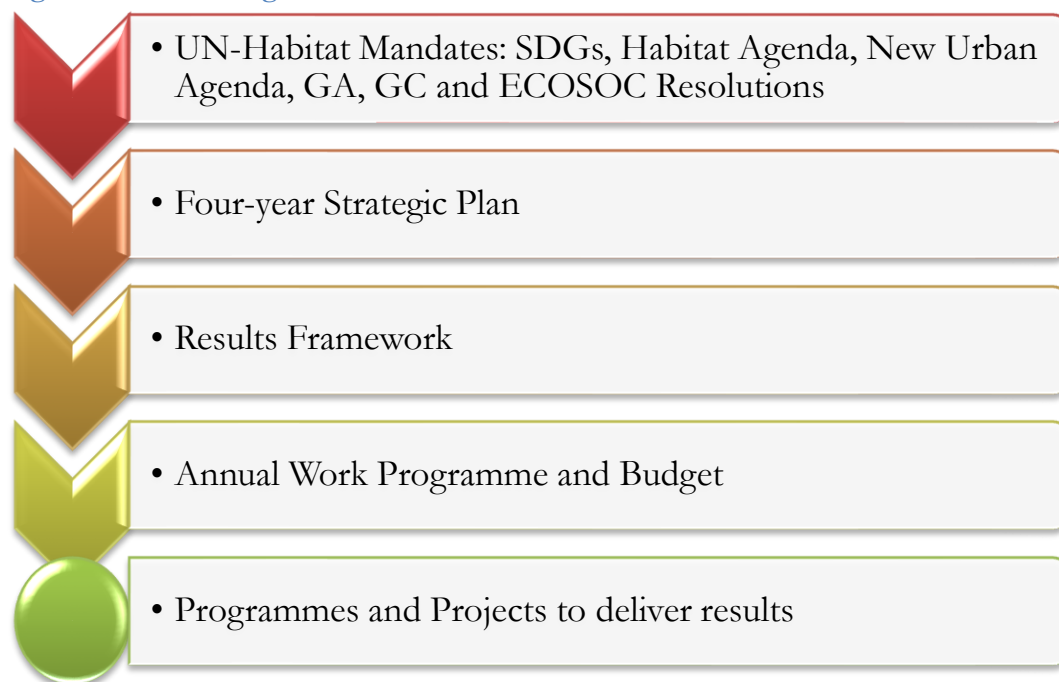 • UN-Habitat Mandates: SDGs, Habitat Agenda, New Urban
Agenda, GA, GC and ECOSOC Resolutions
• Four-year Strategic Plan
• Results Framework
• Annual Work Programme and Budget
• Programmes and Projects to deliver results